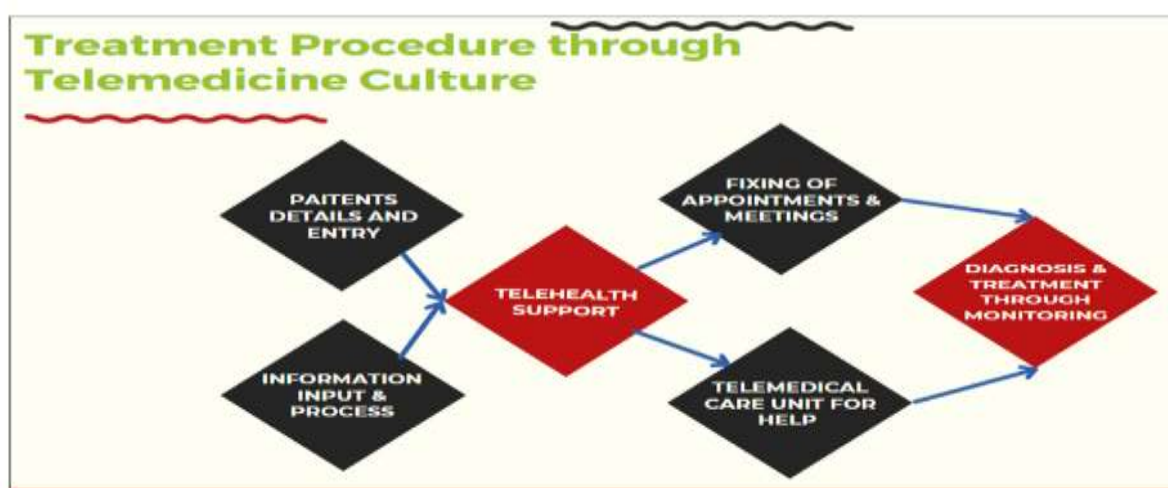 Treatment Procedure through
Telemedicine Culture
PAITENTS
DETAILS AND
ENTRY
INFORMATION
INPUT &
PROCESS
TELEHEALTH
SUPPORT
FIXING OF
APPOINTMENTS &
MEETINGS
TELEMEDICAL
CARE UNIT FOR
HELP
DIAGNOSIS &
TREATMENT
THROUGH
MONITORING